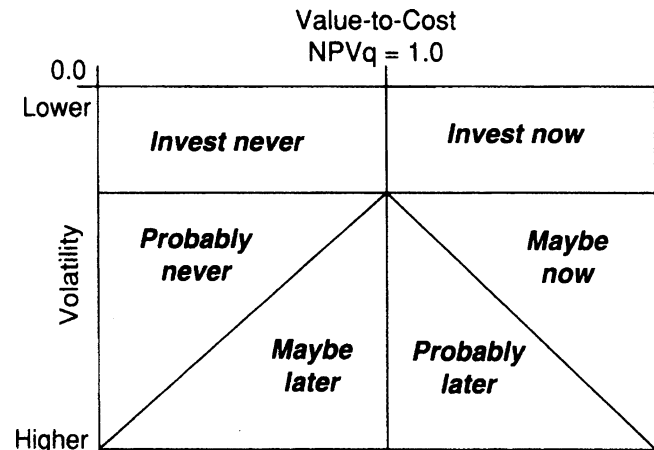 Value-to-Cost
NPVq = 1.0
0.0
Lower
Invest never
Invest now
Volatility
Probably
never
Maybe
now
Maybe
later
Probably
later
Higher